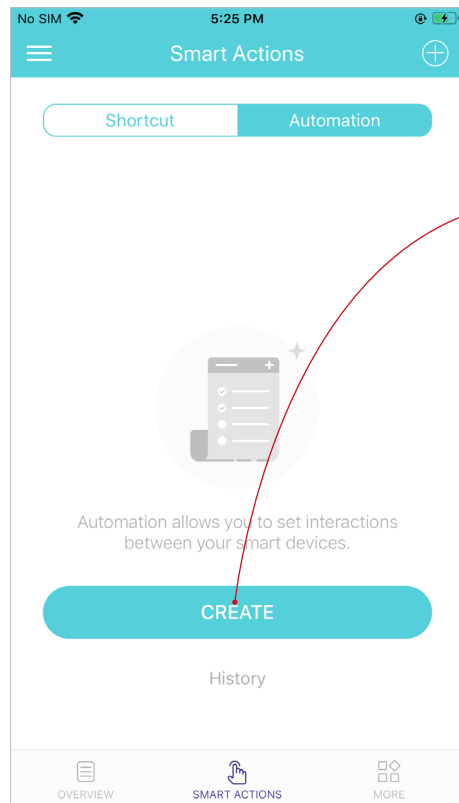 No SIM 5:25 PM
Smart Actions
Shortcut Automation
Automation allows you to set interactions
between your smart devices.
CREATE
History
OVERVIEW SMART ACTIONS MORE